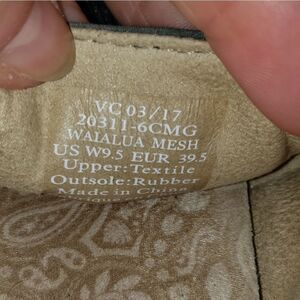 VC 03/17
20311-6CMG
WAIALUA MESH
US W9.5 EUR 39.5
Upper:Textile
Outsole:Rubber
Made in China